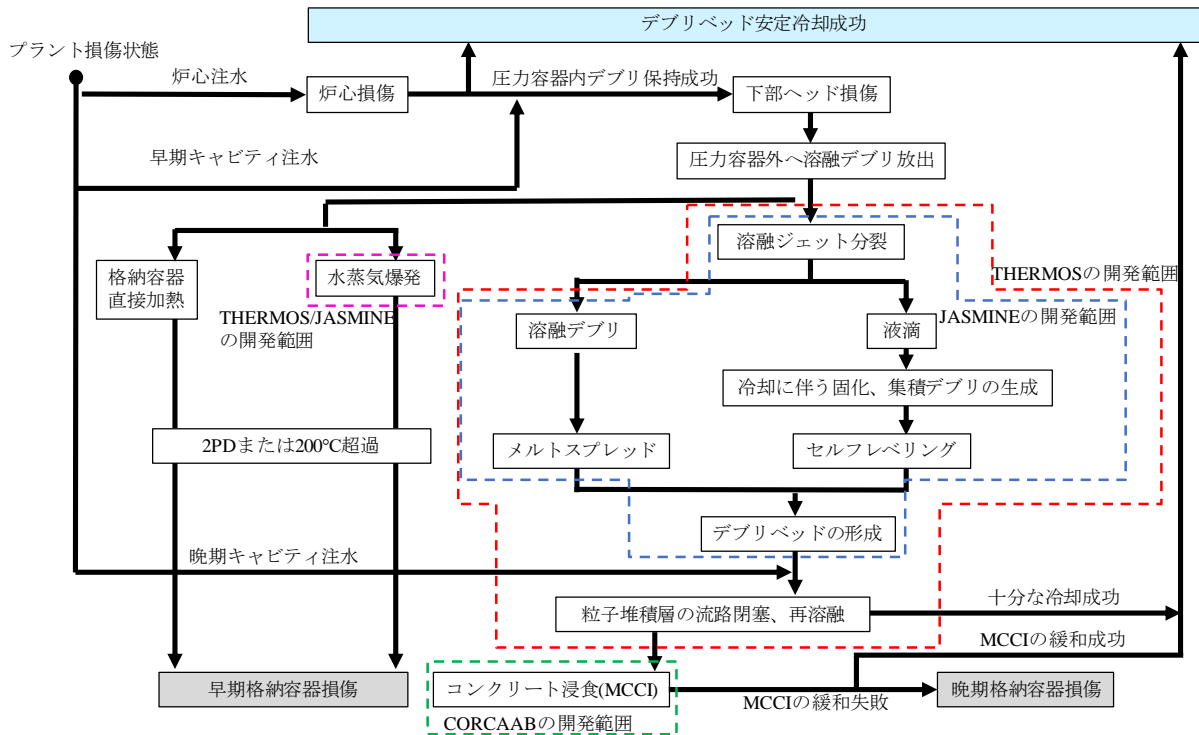 デブリベッド安定冷却成功
プラント損傷状態
炉心注水
炉心損傷
圧力容器内デブリ保持成功
下部ヘッド損傷
早期キャビティ注水
圧力容器外へ溶融デブリ放出
溶融ジェット分裂
格納容器
直接加熱
水蒸気爆発
THERMOSの開発範囲
THERMOS/JASMINE
の開発範囲
JASMINEの開発範囲
溶融デブリ
液滴
冷却に伴う固化、集積デブリの生成
2PDまたは200℃超過
メルトスプレッド
セルフレベリング
デブリベッドの形成
晩期キャビティ注水
粒子堆積層の流路閉塞、再溶融
十分な冷却成功
MCCIの緩和成功
早期格納容器損傷
コンクリート浸食(MCCI)
MCCIの緩和失敗
晩期格納容器損傷
CORCAABの開発範囲